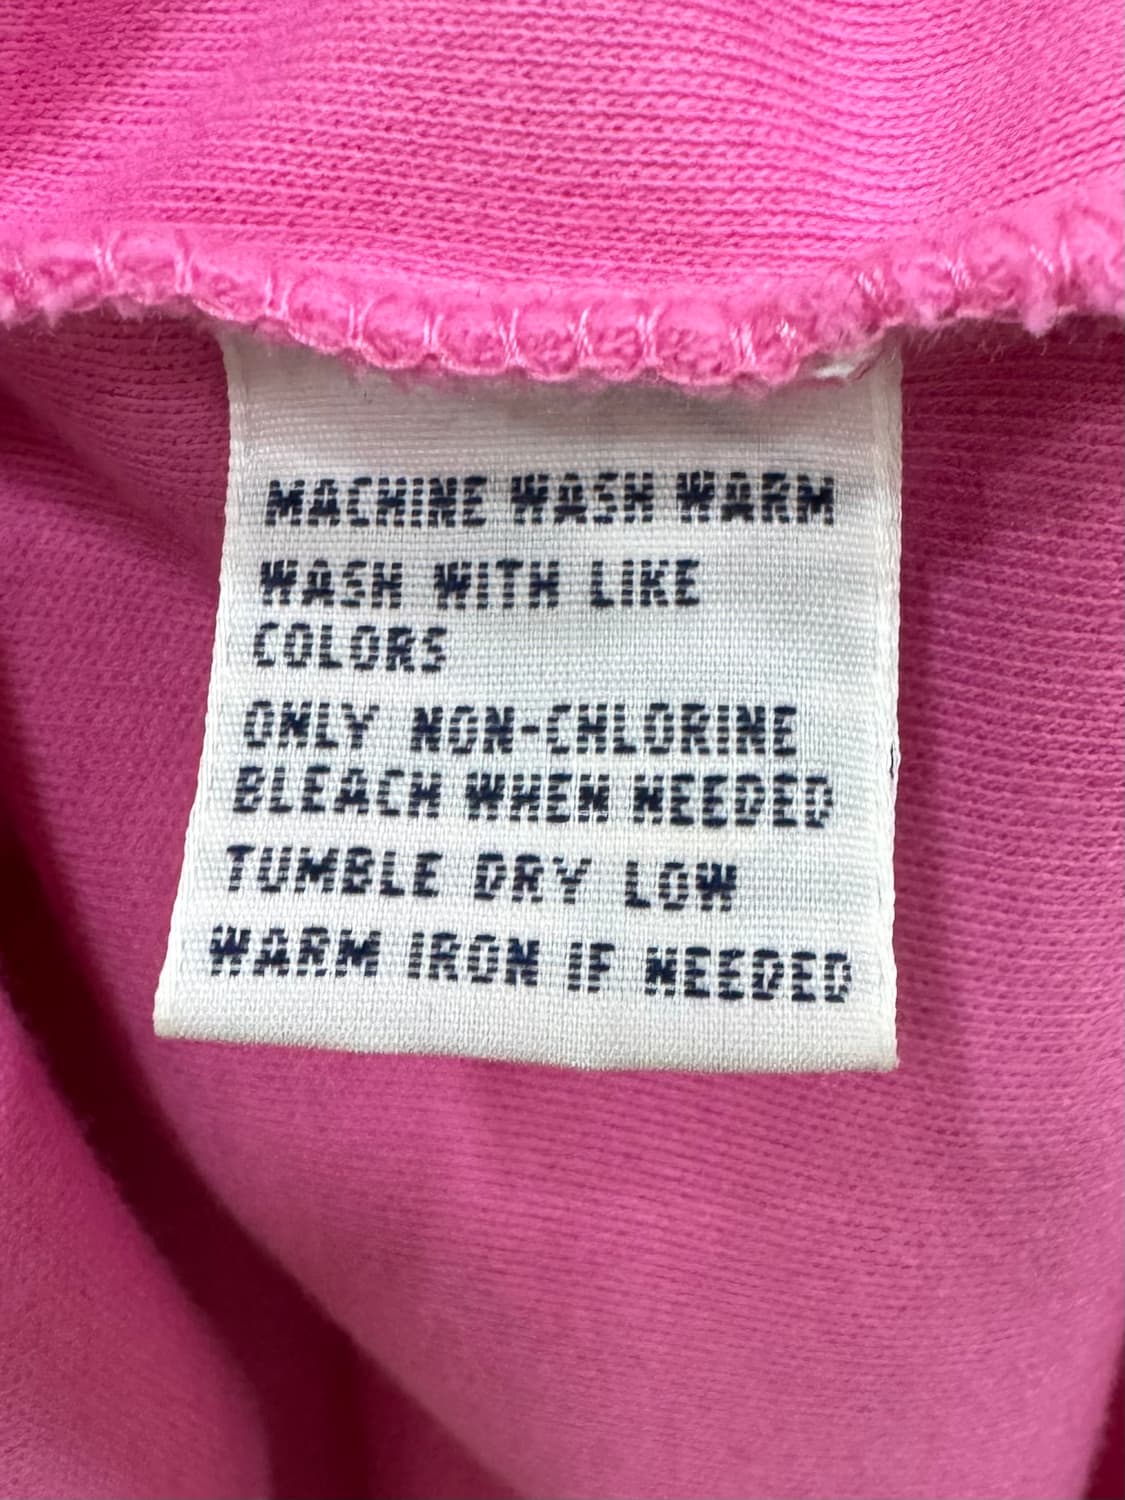 MACHINE WASH WARM
WASH WITH LIKE
COLORS
ONLY NON-CHLORINE
BLEACH WHEN NEEDED
TUMBLE DRY LOW
WARM IRON IF NEEDED